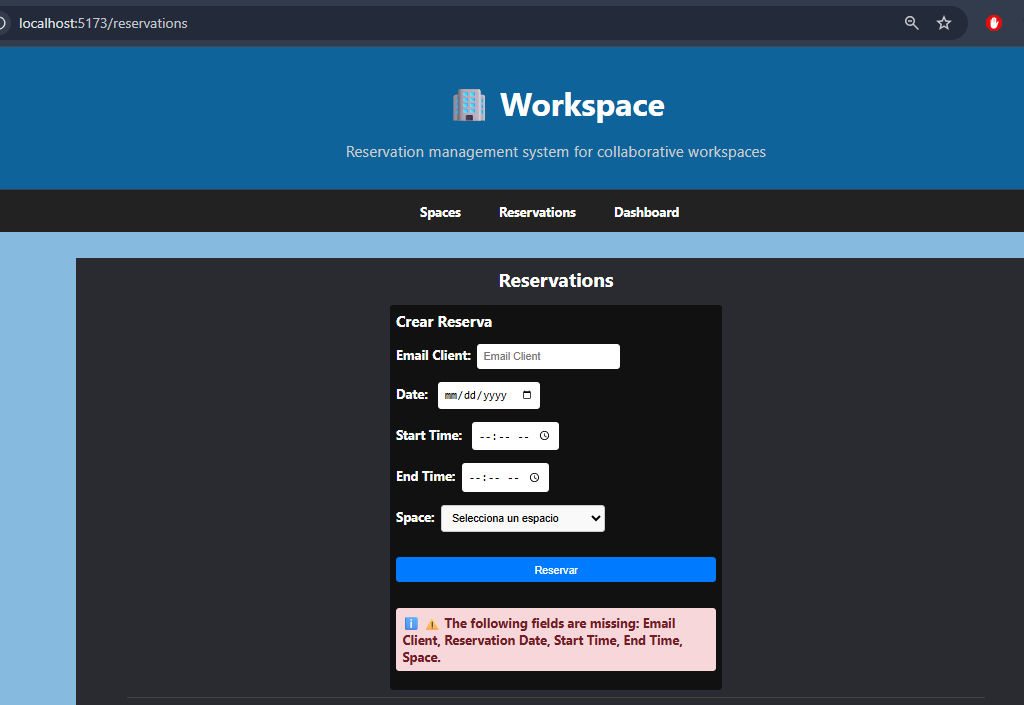 localhost:5173/reservations
Workspace
Reservation management system for collaborative workspaces
Spaces Reservations Dashboard
Reservations
Crear Reserva
Email Client: Email Client
Date: mm/dd/yyyy
Start Time: --:-- --
End Time: --:-- --
Space: Selecciona un espacio
Reservar
ℹ️ ⚠️ The following fields are missing: Email
Client, Reservation Date, Start Time, End Time,
Space.